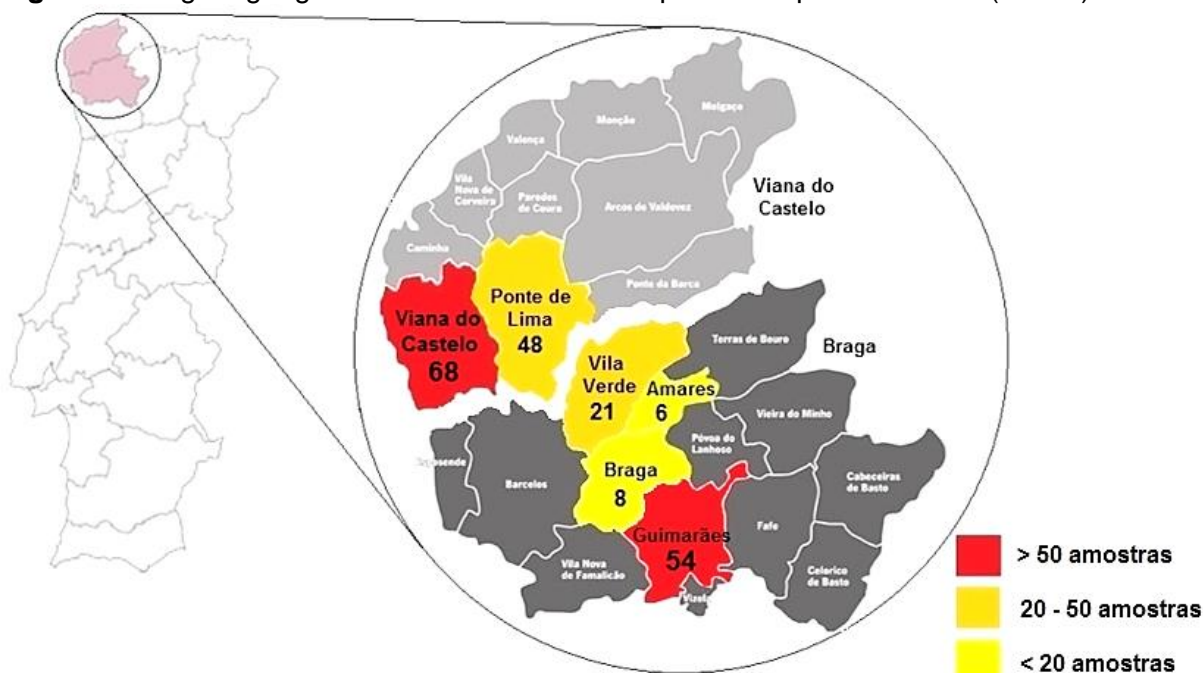 Viana do
Castelo
Braga
Melgaço
Monção
Valença
Vila
Nova de
Cerveira
Paredes
de Coura
Arcos de Valdevez
Caminha
Ponte da Barca
Viana do
Castelo
68
Ponte de
Lima
48
Vila
Verde
21
Amares
6
Terras de Bouro
Vieira do Minho
Póvoa do
Lanhoso
Cabeceiras
de Basto
Barcelos
Braga
8
Guimarães
54
Fafe
Vila Nova
de Famalicão
Celorico
de Basto
> 50 amostras
20 - 50 amostras
< 20 amostras